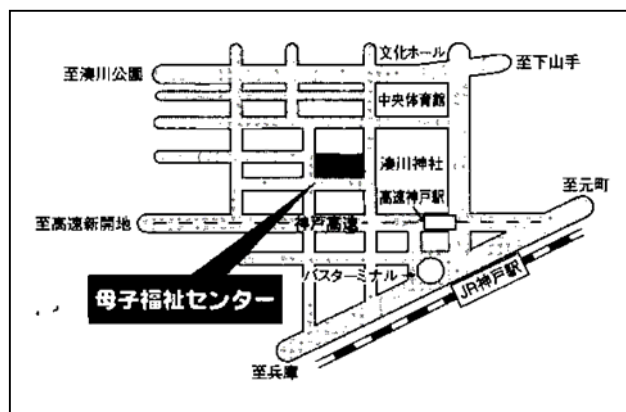 文化ホール
至湊川公園
至下山手
中央体育館
湊川神社
至元町
高速神戸駅
至高速新開地
神戸高速
母子福祉センター
バスターミナル
JR神戸駅
至兵庫